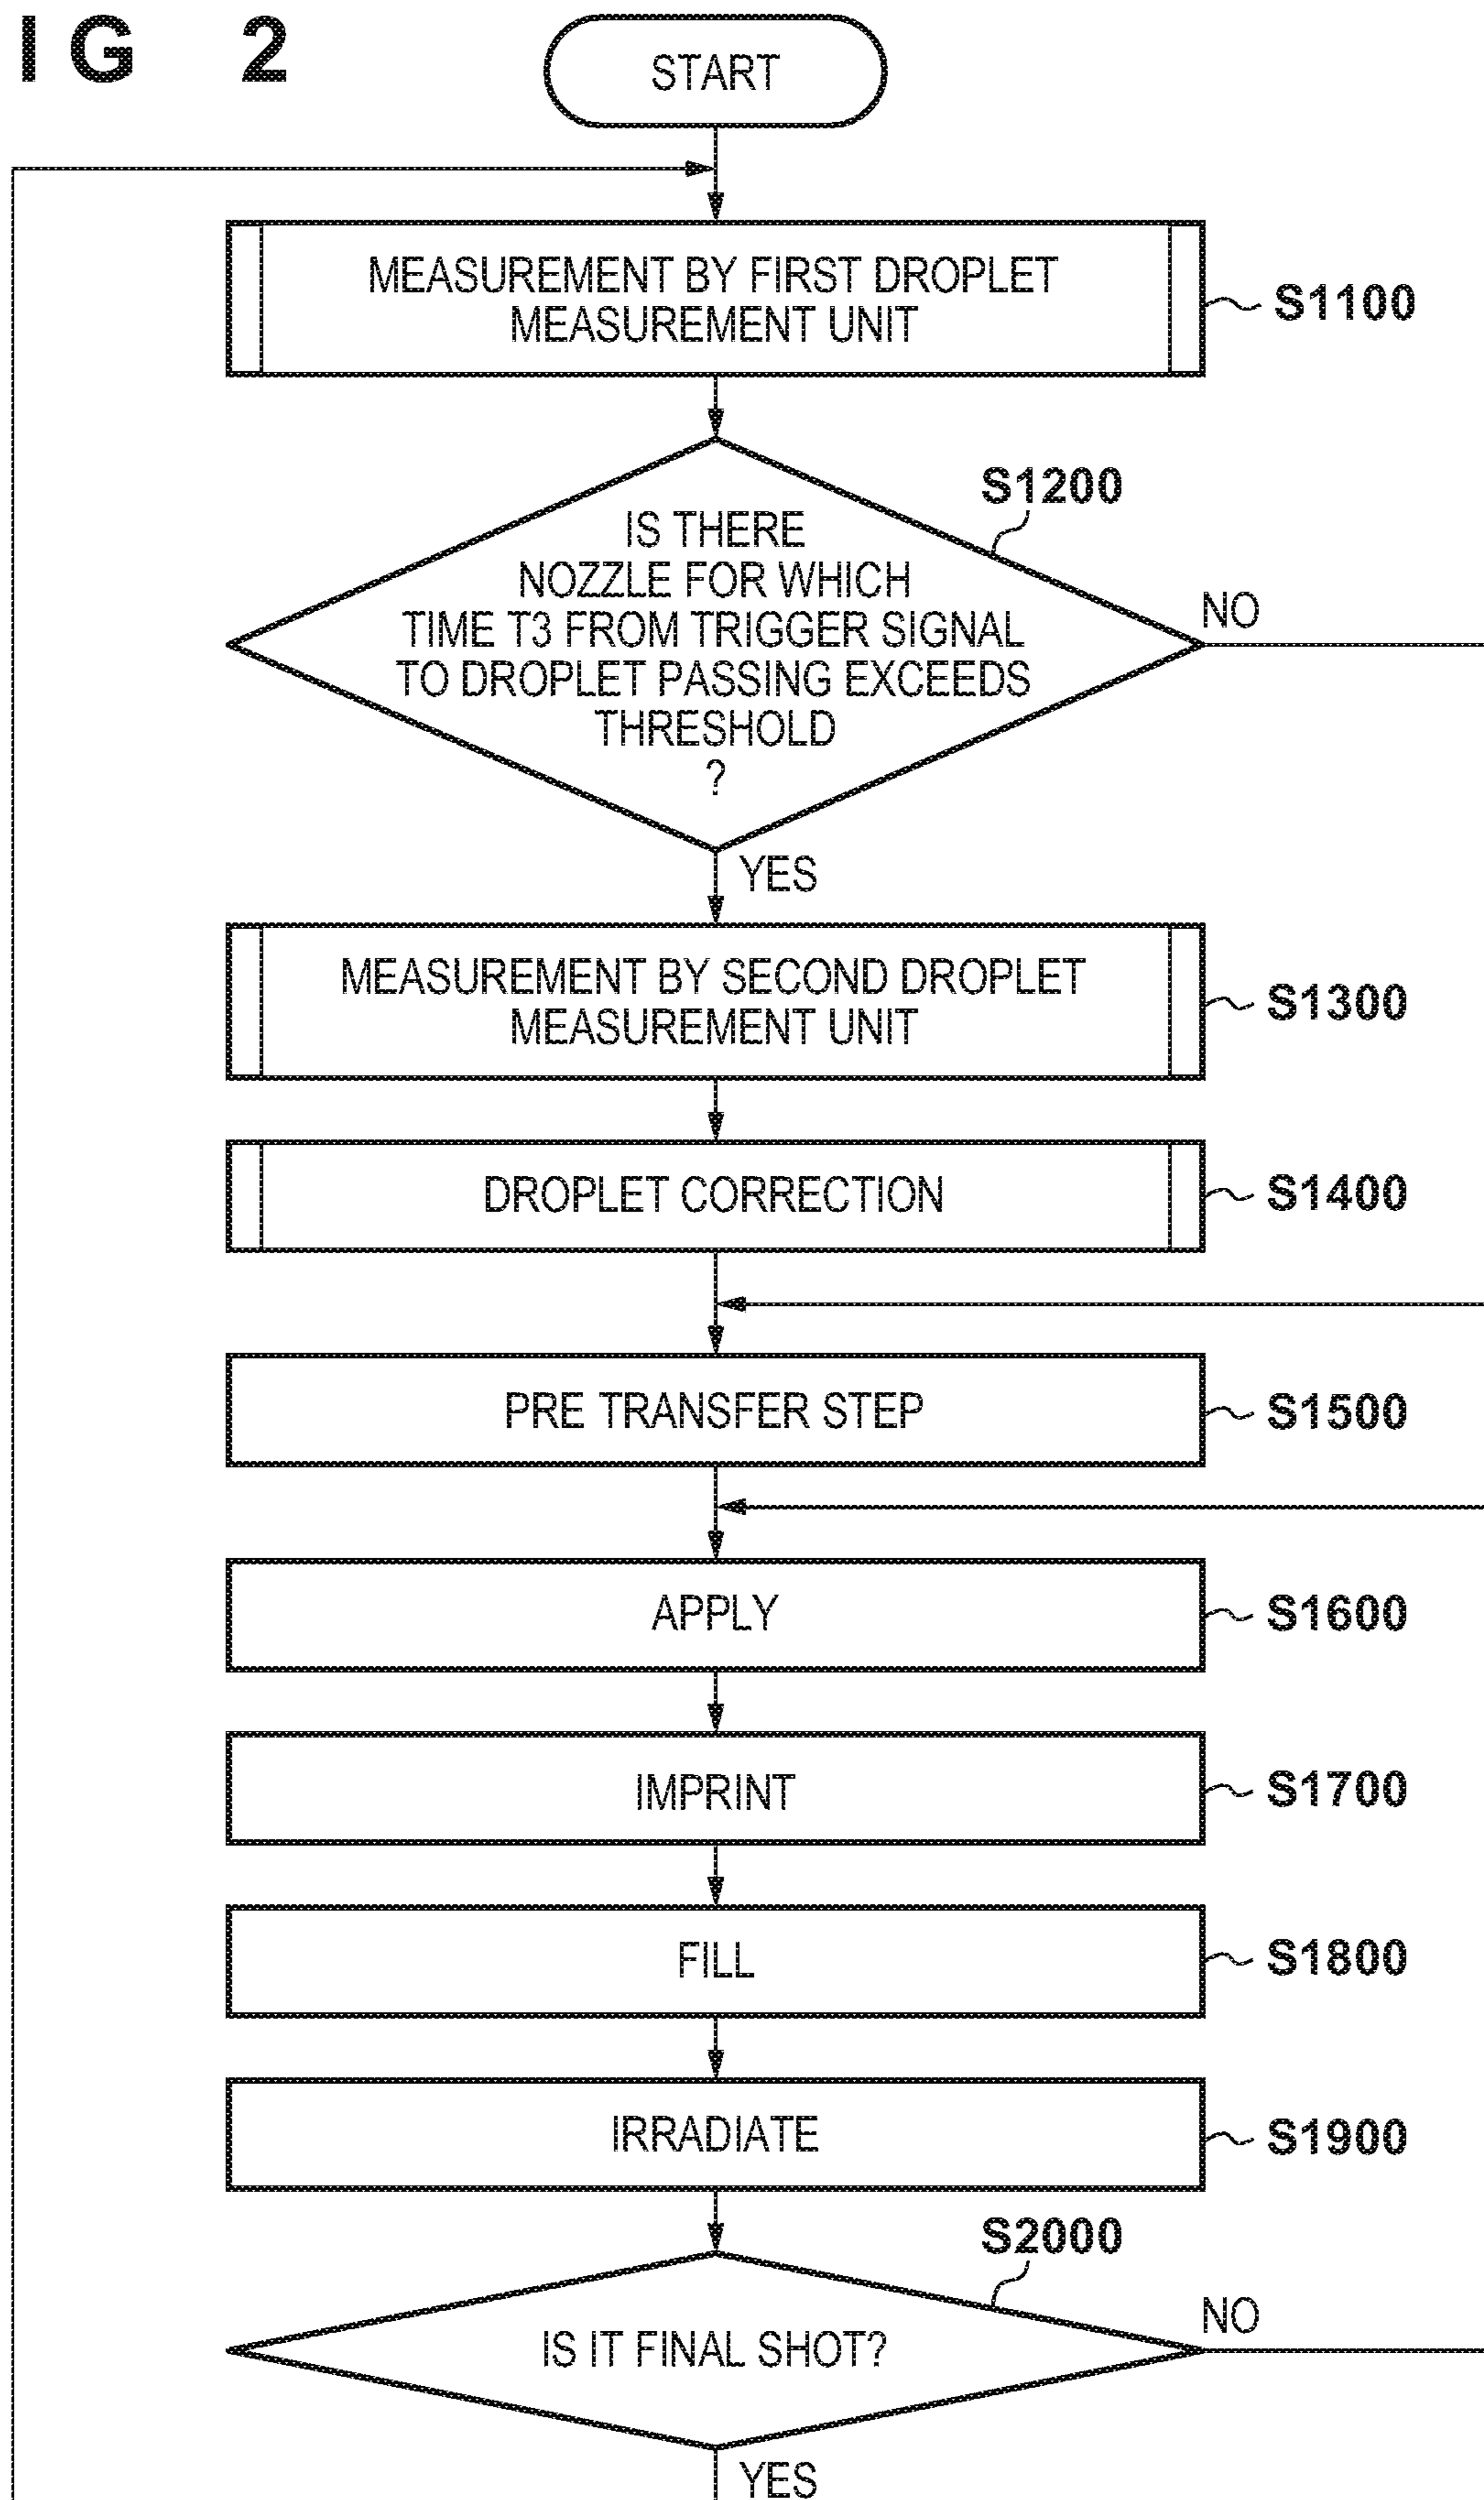 IG 2
START
MEASUREMENT BY FIRST DROPLET
MEASUREMENT UNIT
S1100
S1200
IS THERE
NOZZLE FOR WHICH
TIME T3 FROM TRIGGER SIGNAL
TO DROPLET PASSING EXCEEDS
THRESHOLD
?
NO
YES
MEASUREMENT BY SECOND DROPLET
MEASUREMENT UNIT
S1300
DROPLET CORRECTION
S1400
PRE TRANSFER STEP
S1500
APPLY
S1600
IMPRINT
S1700
FILL
S1800
IRRADIATE
S1900
S2000
IS IT FINAL SHOT?
NO
YES